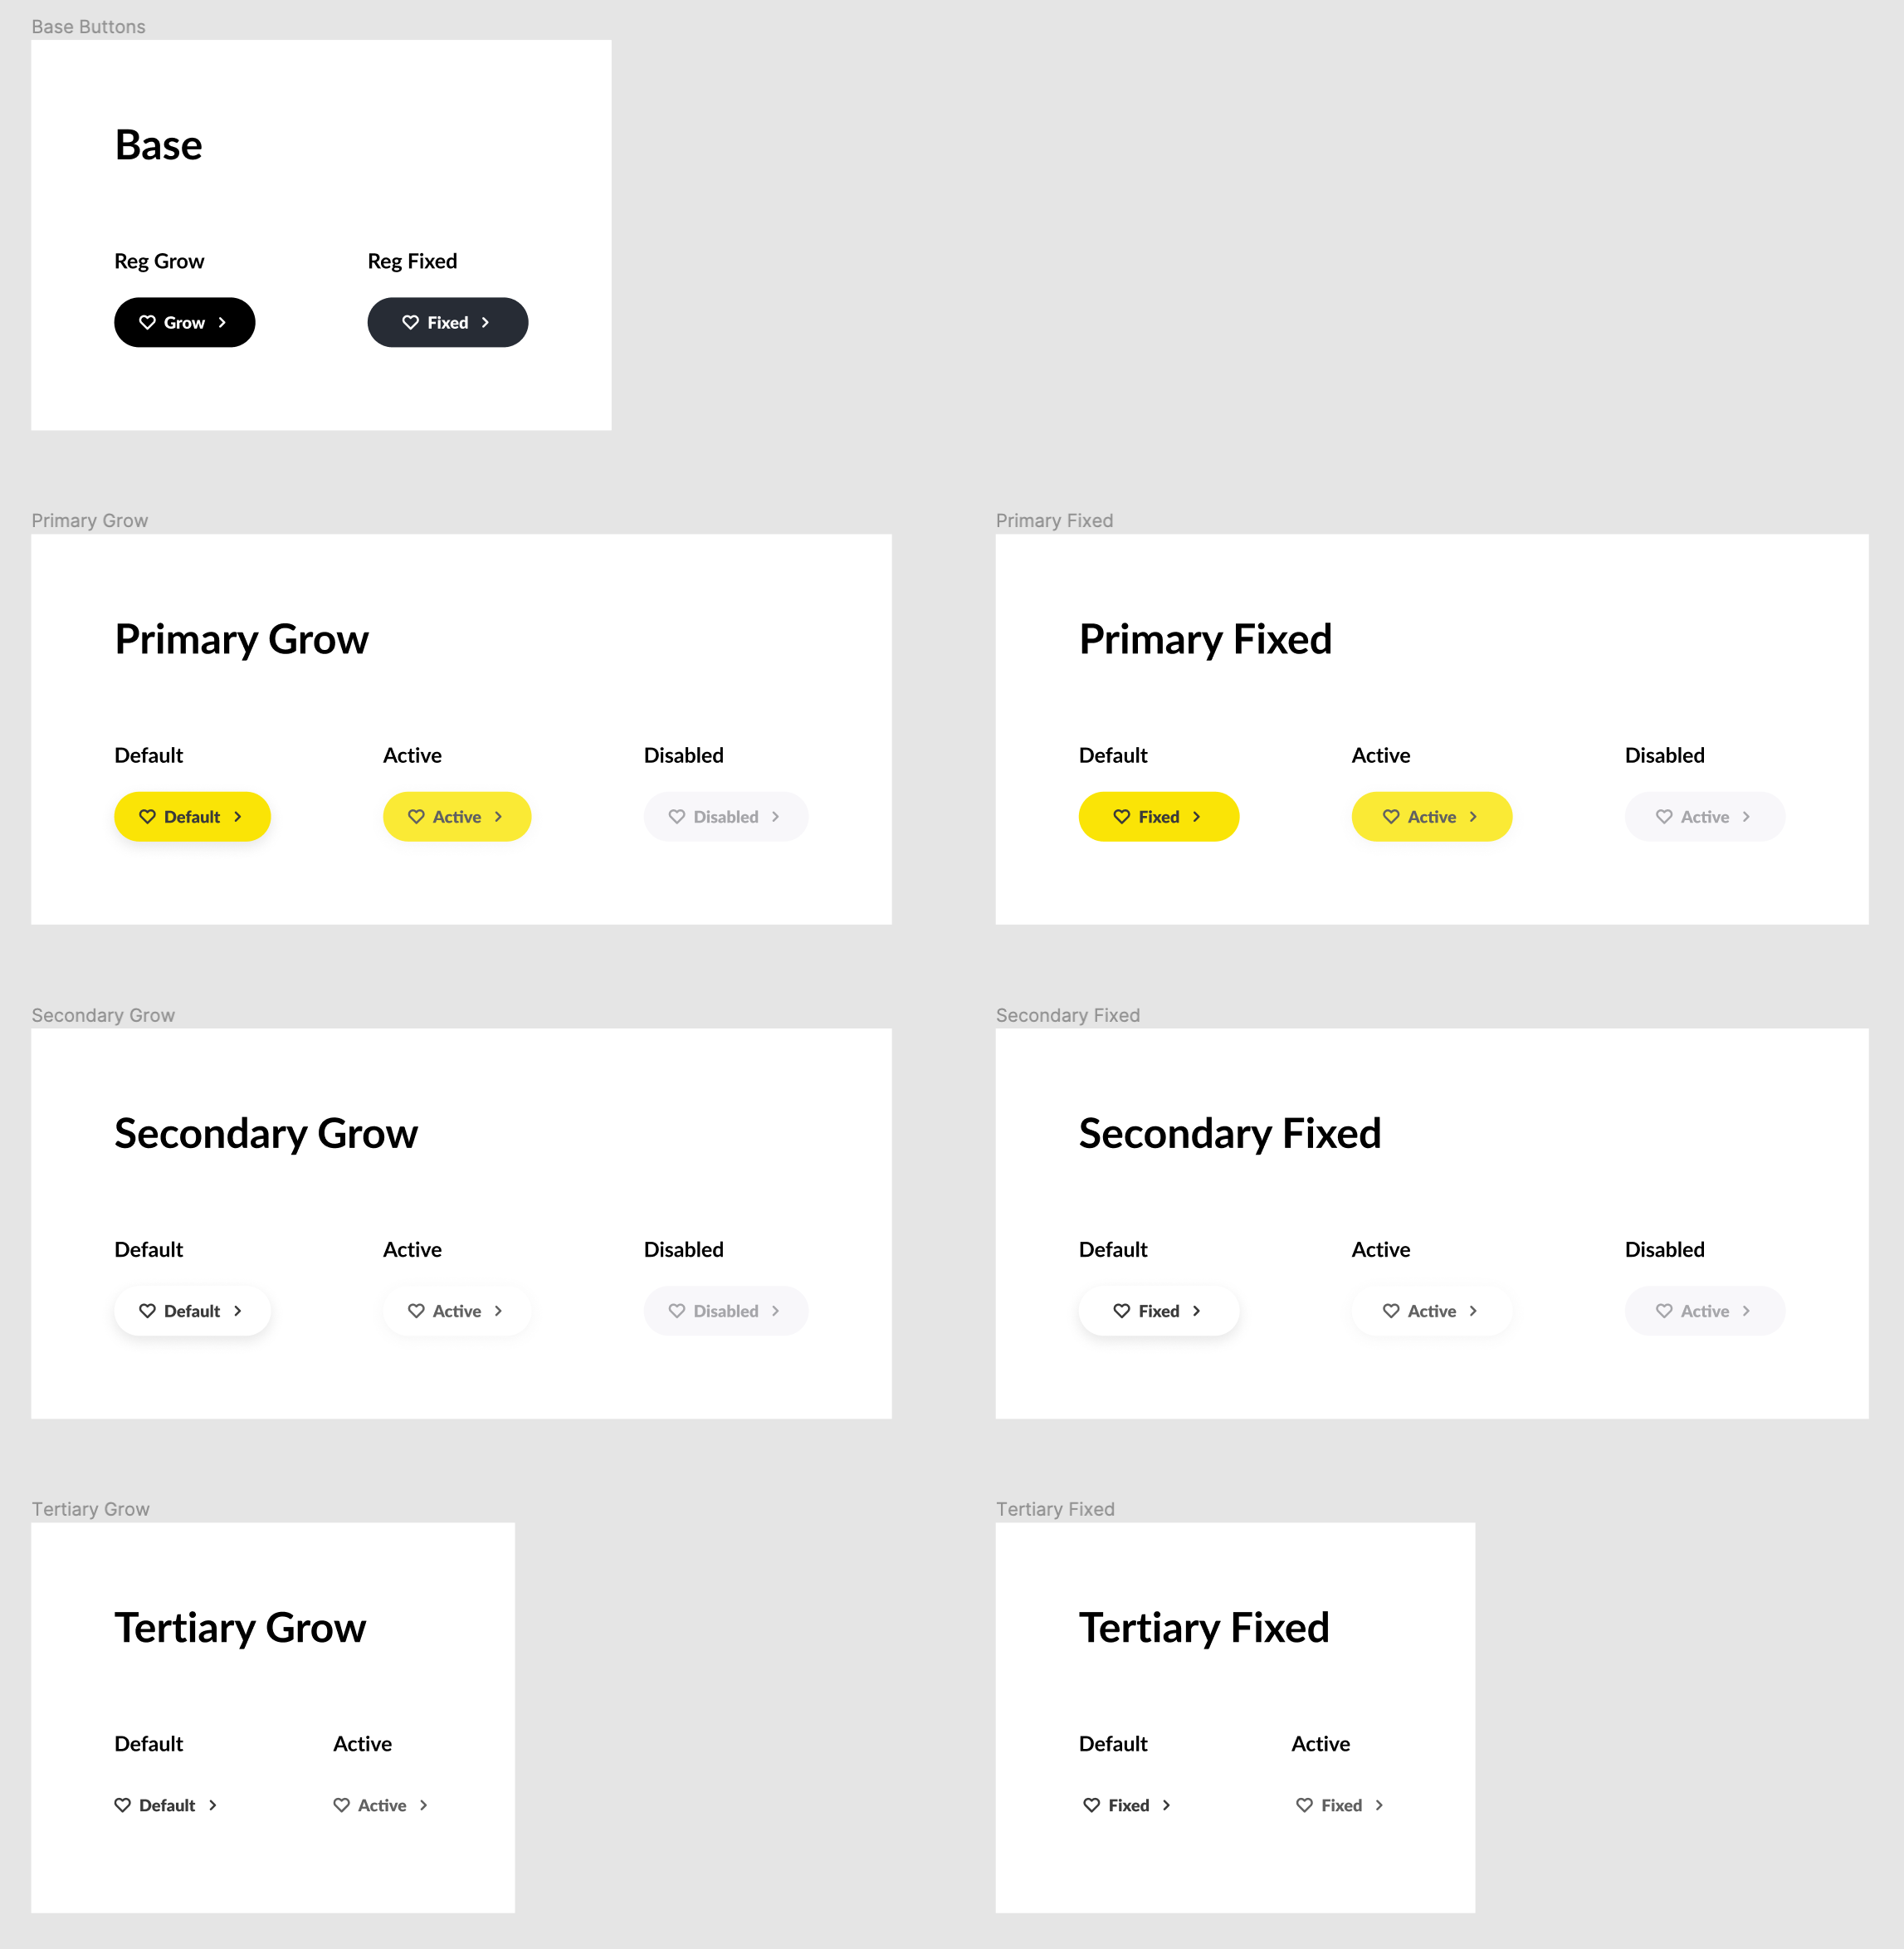 Base Buttons
Base
Reg Grow
Reg Fixed
Grow
Fixed
Primary Grow
Primary Grow
Default
Active
Disabled
Default
Active
Disabled
Primary Fixed
Primary Fixed
Default
Active
Disabled
Fixed
Active
Active
Secondary Grow
Secondary Grow
Default
Active
Disabled
Default
Active
Disabled
Secondary Fixed
Secondary Fixed
Default
Active
Disabled
Fixed
Active
Active
Tertiary Grow
Tertiary Grow
Default
Active
Default
Active
Tertiary Fixed
Tertiary Fixed
Default
Active
Fixed
Fixed